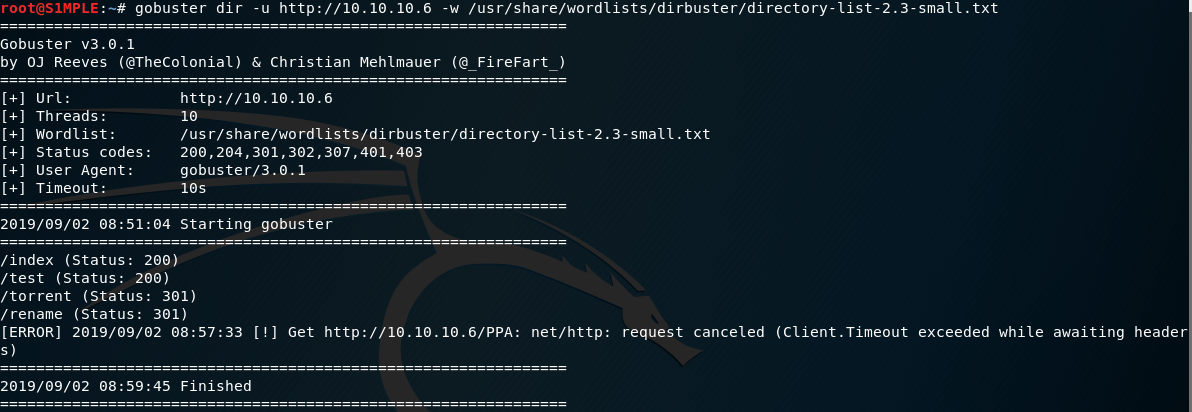 root@S1MPLE:~# gobuster dir -u http://10.10.10.6 -w /usr/share/wordlists/dirbuster/directory-list-2.3-small.txt
===============================================================
Gobuster v3.0.1
by OJ Reeves (@TheColonial) & Christian Mehlmauer (@_FireFart_)
===============================================================
[+] Url:            http://10.10.10.6
[+] Threads:        10
[+] Wordlist:       /usr/share/wordlists/dirbuster/directory-list-2.3-small.txt
[+] Status codes:   200,204,301,302,307,401,403
[+] User Agent:     gobuster/3.0.1
[+] Timeout:        10s
===============================================================
2019/09/02 08:51:04 Starting gobuster
===============================================================
/index (Status: 200)
/test (Status: 200)
/torrent (Status: 301)
/rename (Status: 301)
[ERROR] 2019/09/02 08:57:33 [!] Get http://10.10.10.6/PPA: net/http: request canceled (Client.Timeout exceeded while awaiting header
s)
===============================================================
2019/09/02 08:59:45 Finished
===============================================================